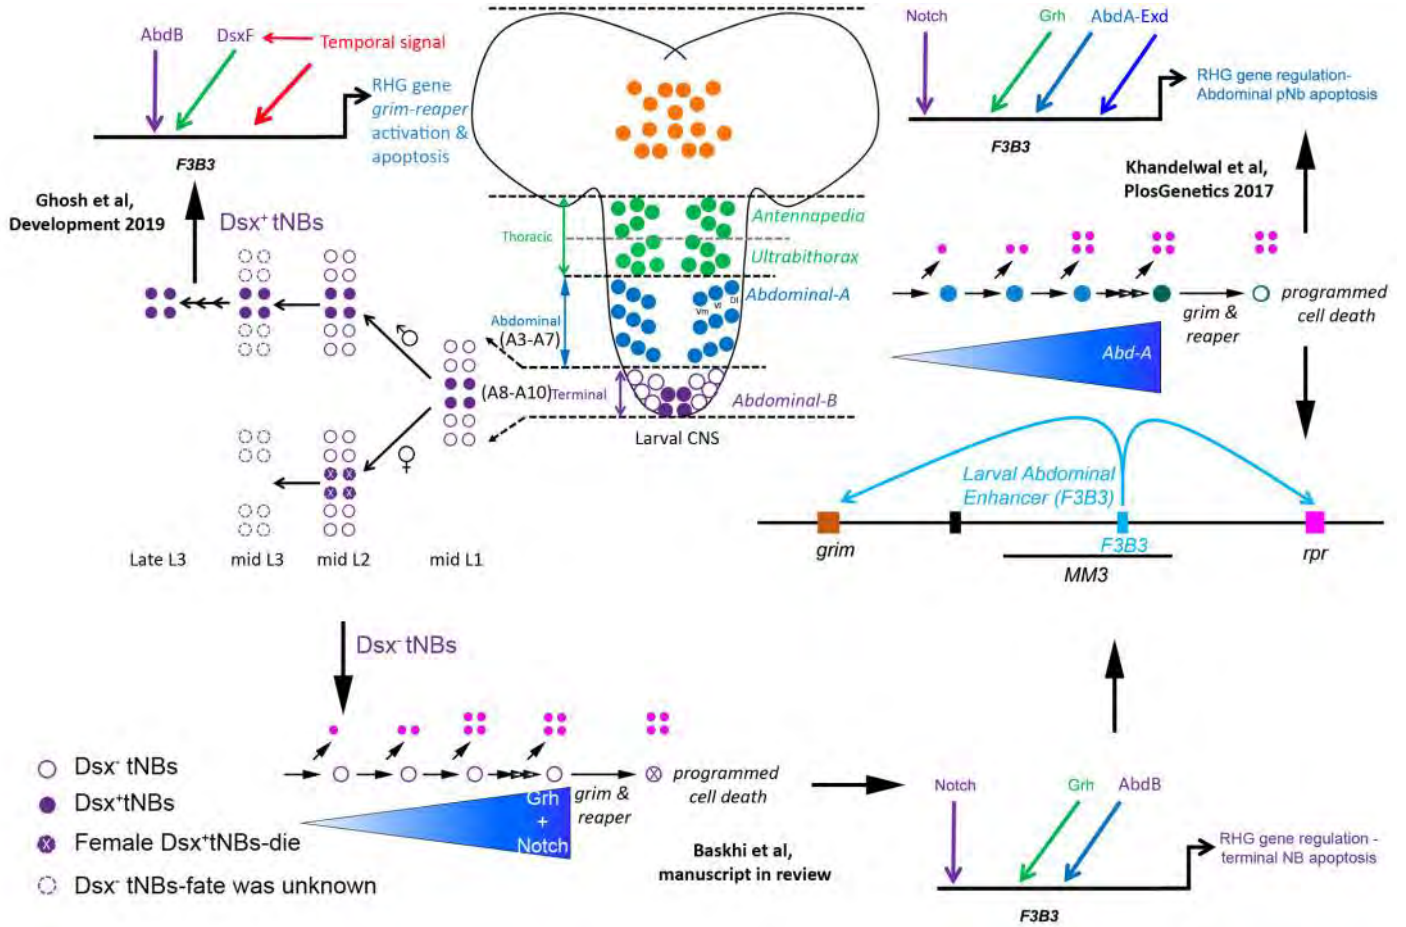 AbdB
DsxF
Temporal signal
RHG gene
grim-reaper
activation &
apoptosis
F3B3
Ghosh et al,
Development 2019
Dsx⁺ tNBs
♂
♀
Late L3
mid L3
mid L2
mid L1
Thoracic
Antennapedia
Ultrabithorax
Abdominal
(A3-A7)
Abdominal-A
Vm
Vl
Dl
(A8-A10)
Terminal
Abdominal-B
Larval CNS
Notch
Grh
AbdA-Exd
RHG gene regulation-
Abdominal pNb apoptosis
F3B3
Khandelwal et al,
PlosGenetics 2017
grim &
reaper
programmed
cell death
Abd-A
Larval Abdominal
Enhancer (F3B3)
grim
F3B3
rpr
MM3
Dsx⁻ tNBs
grim &
reaper
programmed
cell death
Grh
+
Notch
Baskhi et al,
manuscript in review
Notch
Grh
AbdB
RHG gene regulation -
terminal NB apoptosis
F3B3
Dsx⁻ tNBs
Dsx⁺tNBs
X
Female Dsx⁺tNBs-die
Dsx⁻ tNBs-fate was unknown